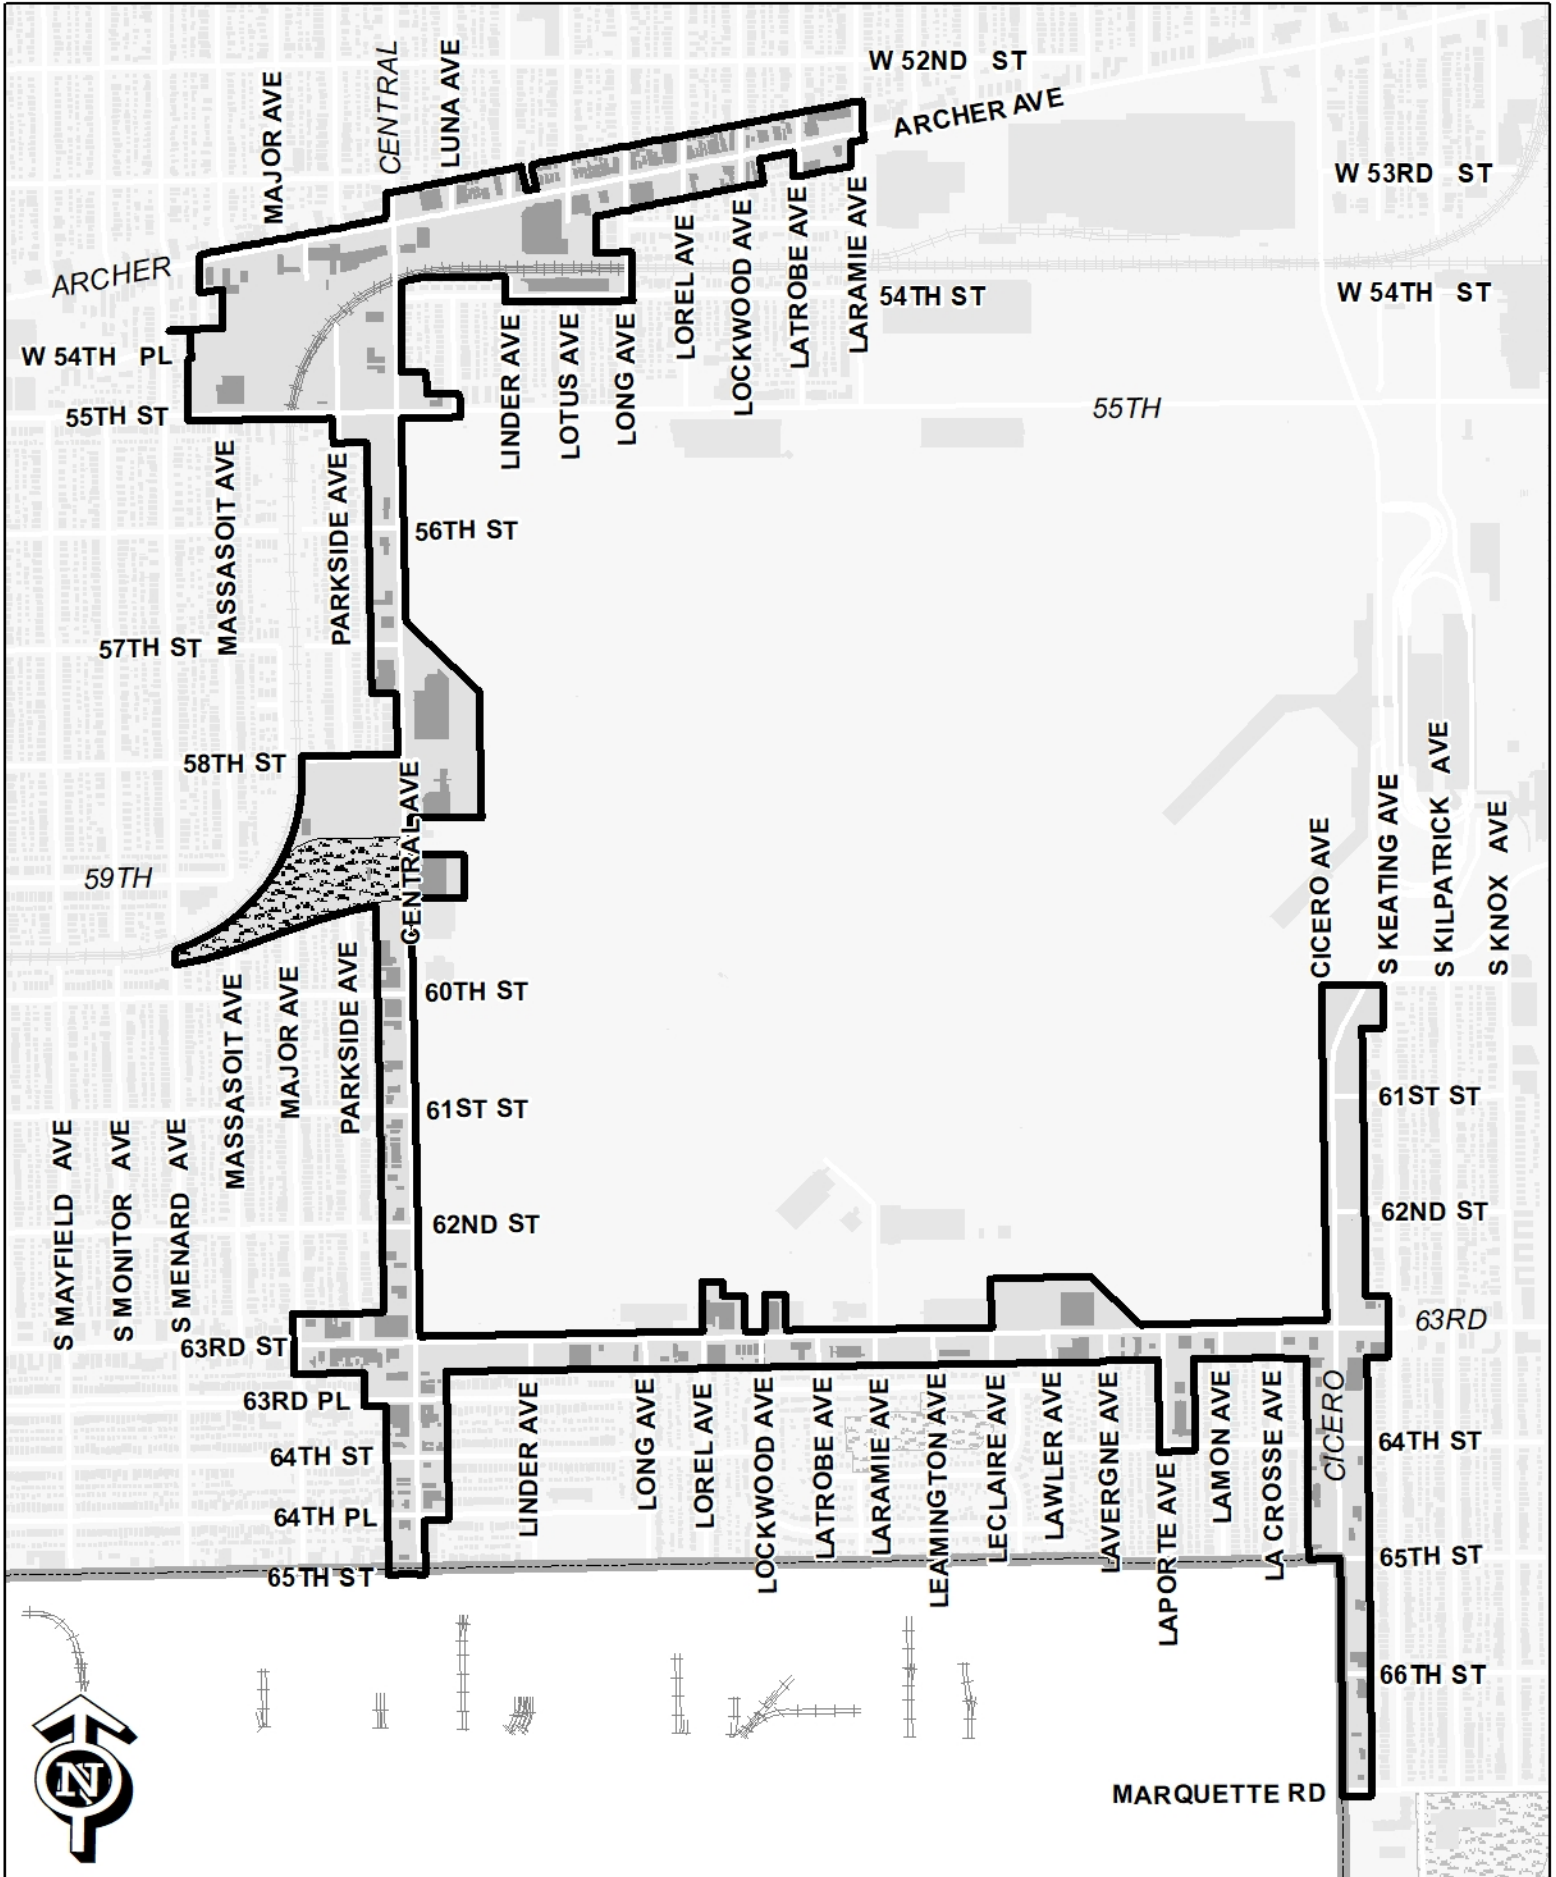 W 52ND ST
MAJOR AVE
CENTRAL
LUNA AVE
ARCHER AVE
W 53RD ST
ARCHER
LOREL AVE
LOCKWOOD AVE
LATROBE AVE
LARAMIE AVE
54TH ST
W 54TH ST
W 54TH PL
LINDER AVE
LOTUS AVE
LONG AVE
55TH ST
55TH
MASSASOIT AVE
PARKSIDE AVE
56TH ST
57TH ST
58TH ST
CENTRAL AVE
59TH
CICERO AVE
S KEATING AVE
S KILPATRICK AVE
S KNOX AVE
MASSASOIT AVE
MAJOR AVE
PARKSIDE AVE
60TH ST
61ST ST
61ST ST
S MAYFIELD AVE
S MONITOR AVE
S MENARD AVE
62ND ST
62ND ST
63RD ST
63RD
63RD PL
64TH ST
64TH PL
65TH ST
LINDER AVE
LONG AVE
LOREL AVE
LOCKWOOD AVE
LATROBE AVE
LARAMIE AVE
LEAMINGTON AVE
LECLAIRE AVE
LAWLER AVE
LAVERGNE AVE
LAPORTE AVE
LAMON AVE
LA CROSSE AVE
CICERO
64TH ST
65TH ST
66TH ST
MARQUETTE RD
N